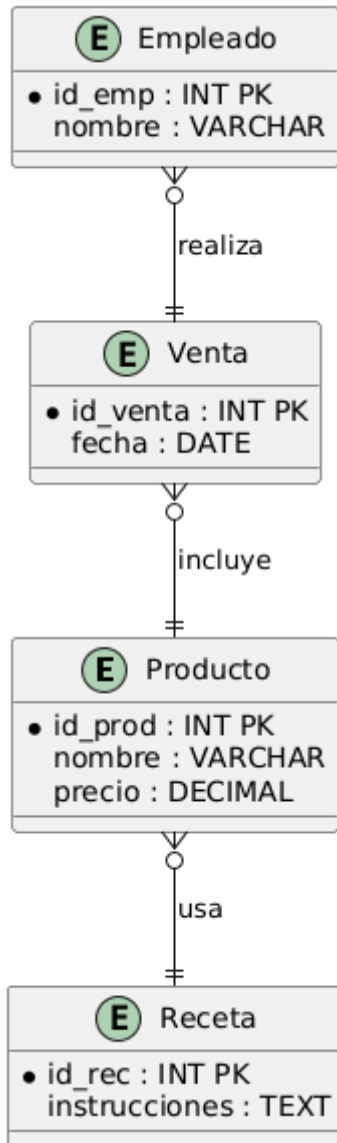 E Empleado
id_emp : INT PK
nombre : VARCHAR
realiza
E Venta
id_venta : INT PK
fecha : DATE
incluye
E Producto
id_prod : INT PK
nombre : VARCHAR
precio : DECIMAL
usa
E Receta
id_rec : INT PK
instrucciones : TEXT